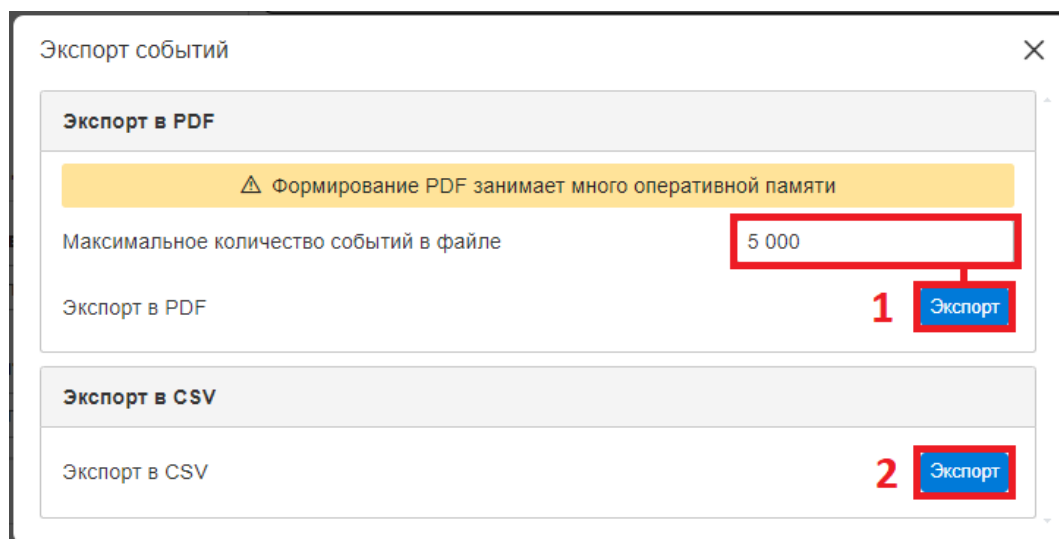 Экспорт событий
Экспорт в PDF
⚠ Формирование PDF занимает много оперативной памяти
Максимальное количество событий в файле 5 000
Экспорт в PDF 1 Экспорт
Экспорт в CSV
Экспорт в CSV 2 Экспорт